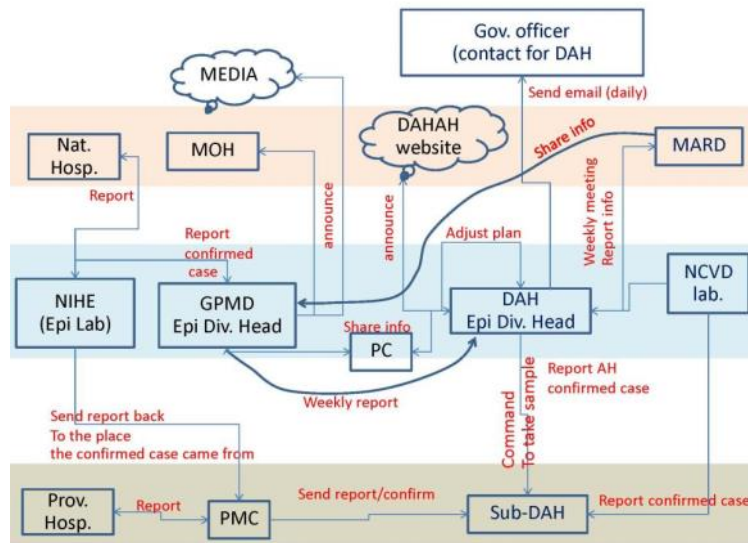 Gov. officer
(contact for DAH
MEDIA
Send email (daily)
DAHAH
website
Share info
Nat.
Hosp.
MOH
MARD
Report
announce
announce
Weekly meeting
Report info
Report
confirmed
case
Adjust plan
NIHE
(Epi Lab)
GPMD
Epi Div. Head
DAH
Epi Div. Head
NCVD
lab.
Share info
PC
Weekly report
Report AH
confirmed case
Send report back
To the place
the confirmed case came from
Command
To take sample
Prov.
Hosp.
Report
PMC
Send report/confirm
Sub-DAH
Report confirmed case